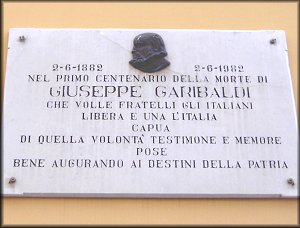 2-6-1882 2-6-1982
NEL PRIMO CENTENARIO DELLA MORTE DI
GIUSEPPE GARIBALDI
CHE VOLLE FRATELLI GLI ITALIANI
LIBERA E UNA L'ITALIA
CAPUA
DI QUELLA VOLONTÀ TESTIMONE E MEMORE
POSE
BENE AUGURANDO AI DESTINI DELLA PATRIA